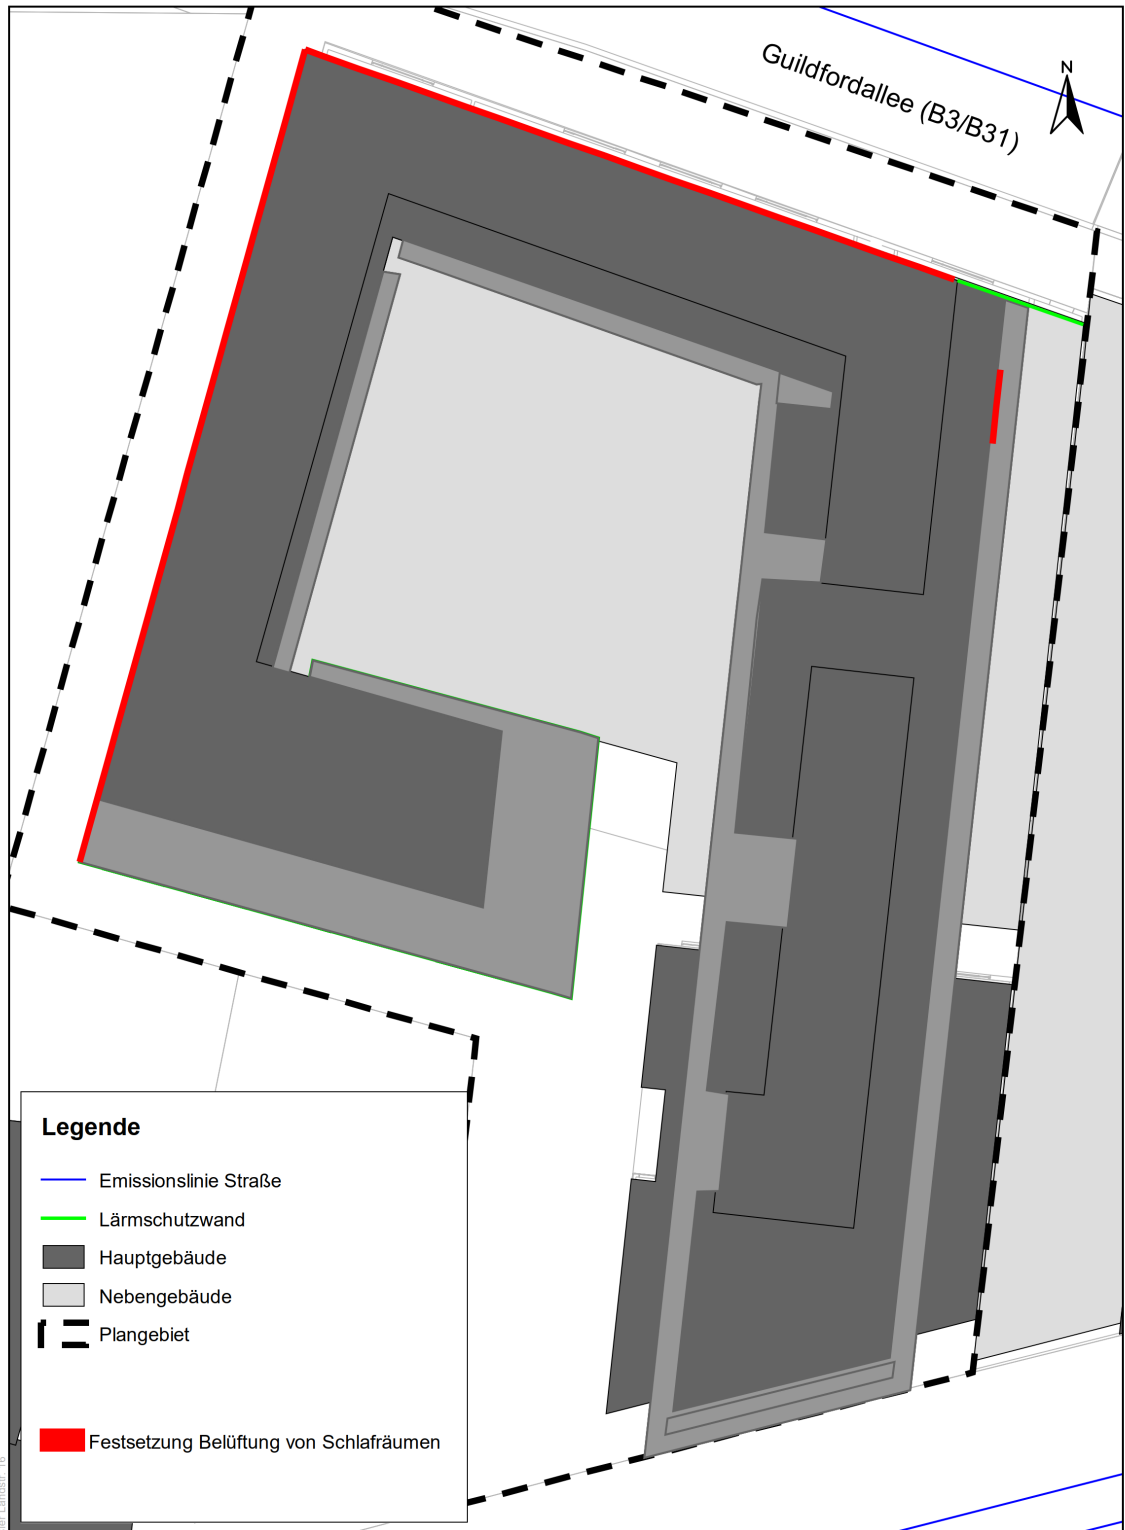 Guildfordallee (B3/B31)
N
Legende
Emissionslinie Straße
Lärmschutzwand
Hauptgebäude
Nebengebäude
Plangebiet
Festsetzung Belüftung von Schlafräumen